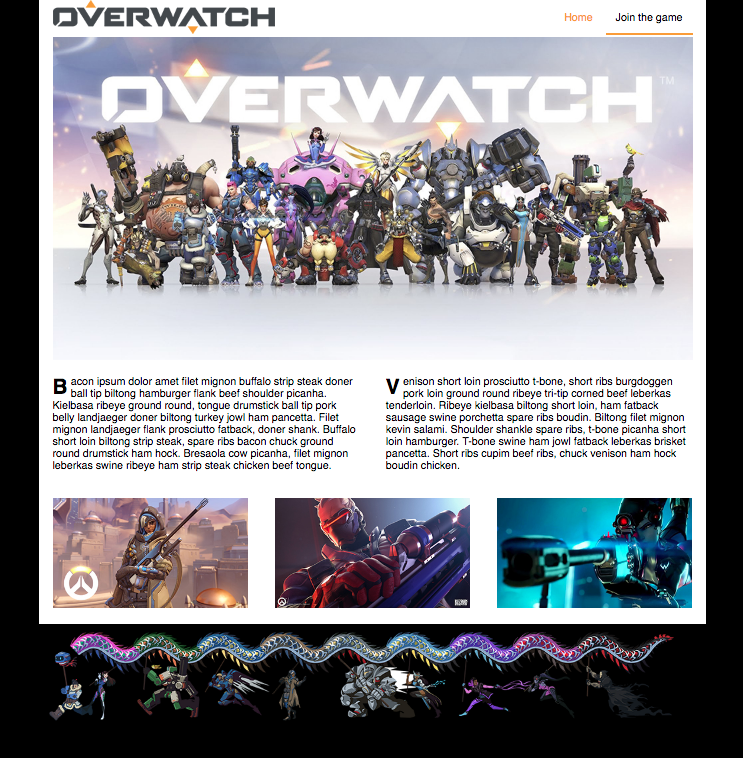 OVERWATCH
Home
Join the game
OVERWATCH™
Bacon ipsum dolor amet filet mignon buffalo strip steak doner
ball tip biltong hamburger flank beef shoulder picanha.
Kielbasa ribeye ground round, tongue drumstick ball tip pork
belly landjaeger doner biltong turkey jowl ham pancetta. Filet
mignon landjaeger flank prosciutto fatback, doner shank. Buffalo
short loin biltong strip steak, spare ribs bacon chuck ground
round drumstick ham hock. Bresaola cow picanha, filet mignon
leberkas swine ribeye ham strip steak chicken beef tongue.
Venison short loin prosciutto t-bone, short ribs burgdoggen
pork loin ground round ribeye tri-tip corned beef leberkas
tenderloin. Ribeye kielbasa biltong short loin, ham fatback
sausage swine porchetta spare ribs boudin. Biltong filet mignon
kevin salami. Shoulder shankle spare ribs, t-bone picanha short
loin hamburger. T-bone swine ham jowl fatback leberkas brisket
pancetta. Short ribs cupim beef ribs, chuck venison ham hock
boudin chicken.
BLIZZARD